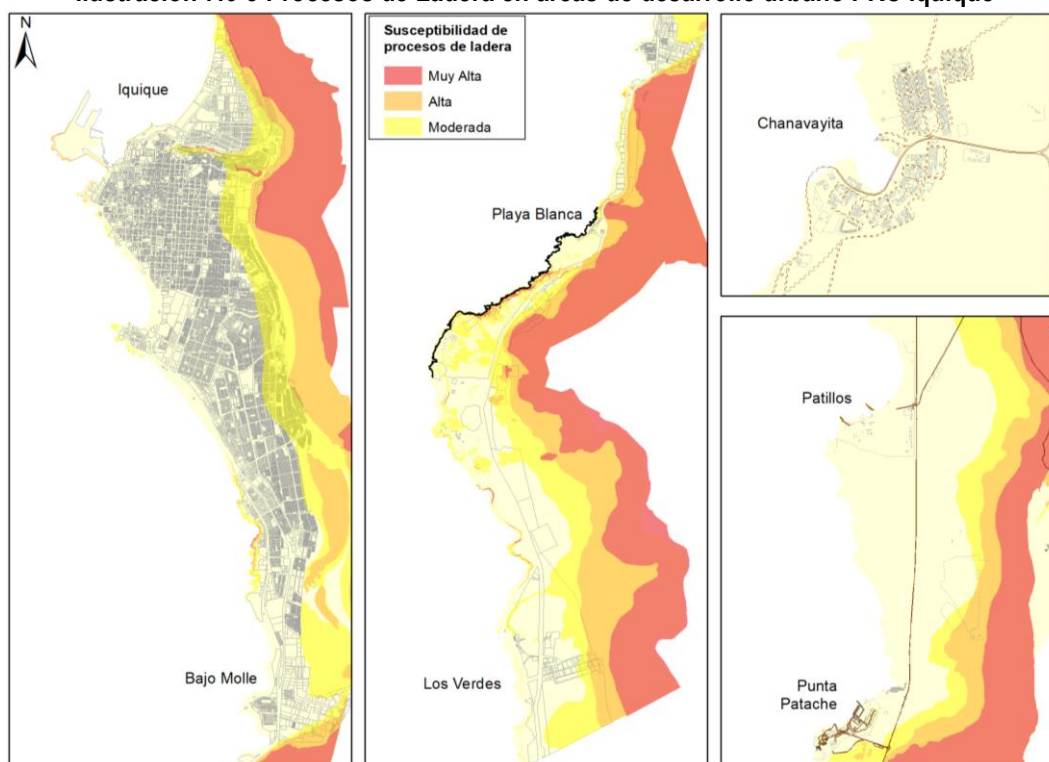 N
Iquique
Bajo Molle
Susceptibilidad de
procesos de ladera
Muy Alta
Alta
Moderada
Playa Blanca
Los Verdes
Chanavayita
Patillos
Punta
Patache